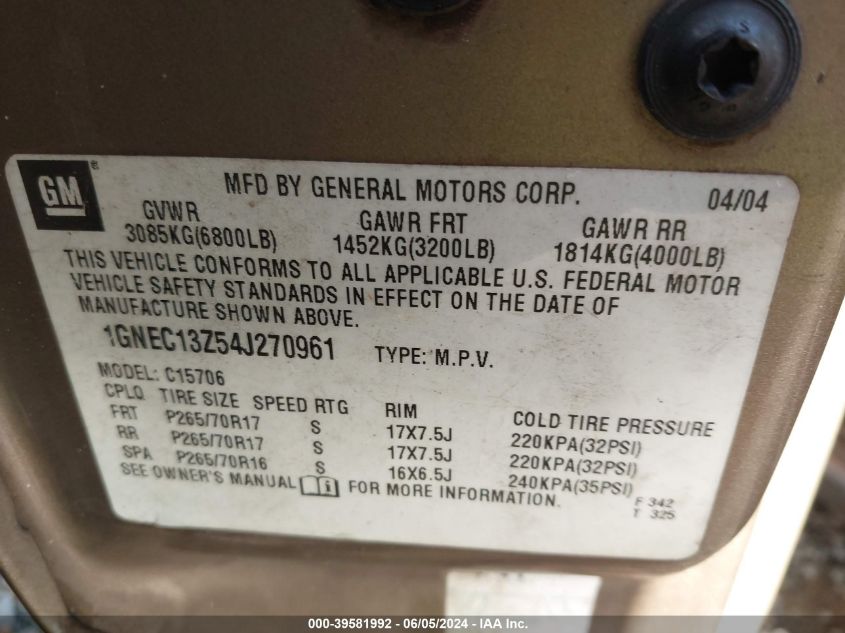 GM ®
MFD BY GENERAL MOTORS CORP. 04/04
GVWR GAWR FRT GAWR RR
3085KG(6800LB) 1452KG(3200LB) 1814KG(4000LB)
THIS VEHICLE CONFORMS TO ALL APPLICABLE U.S. FEDERAL MOTOR
VEHICLE SAFETY STANDARDS IN EFFECT ON THE DATE OF
MANUFACTURE SHOWN ABOVE.
1GNEC13Z54J270961 TYPE: M.P.V.
MODEL: C15706
CPLQ TIRE SIZE SPEED RTG RIM COLD TIRE PRESSURE
FRT P265/70R17 S 17X7.5J 220KPA(32PSI)
RR P265/70R17 S 17X7.5J 220KPA(32PSI)
SPA P265/70R16 S 16X6.5J 240KPA(35PSI)
SEE OWNER'S MANUAL i FOR MORE INFORMATION.
F 342
T 325
000-39581992 - 06/05/2024 - IAA Inc.